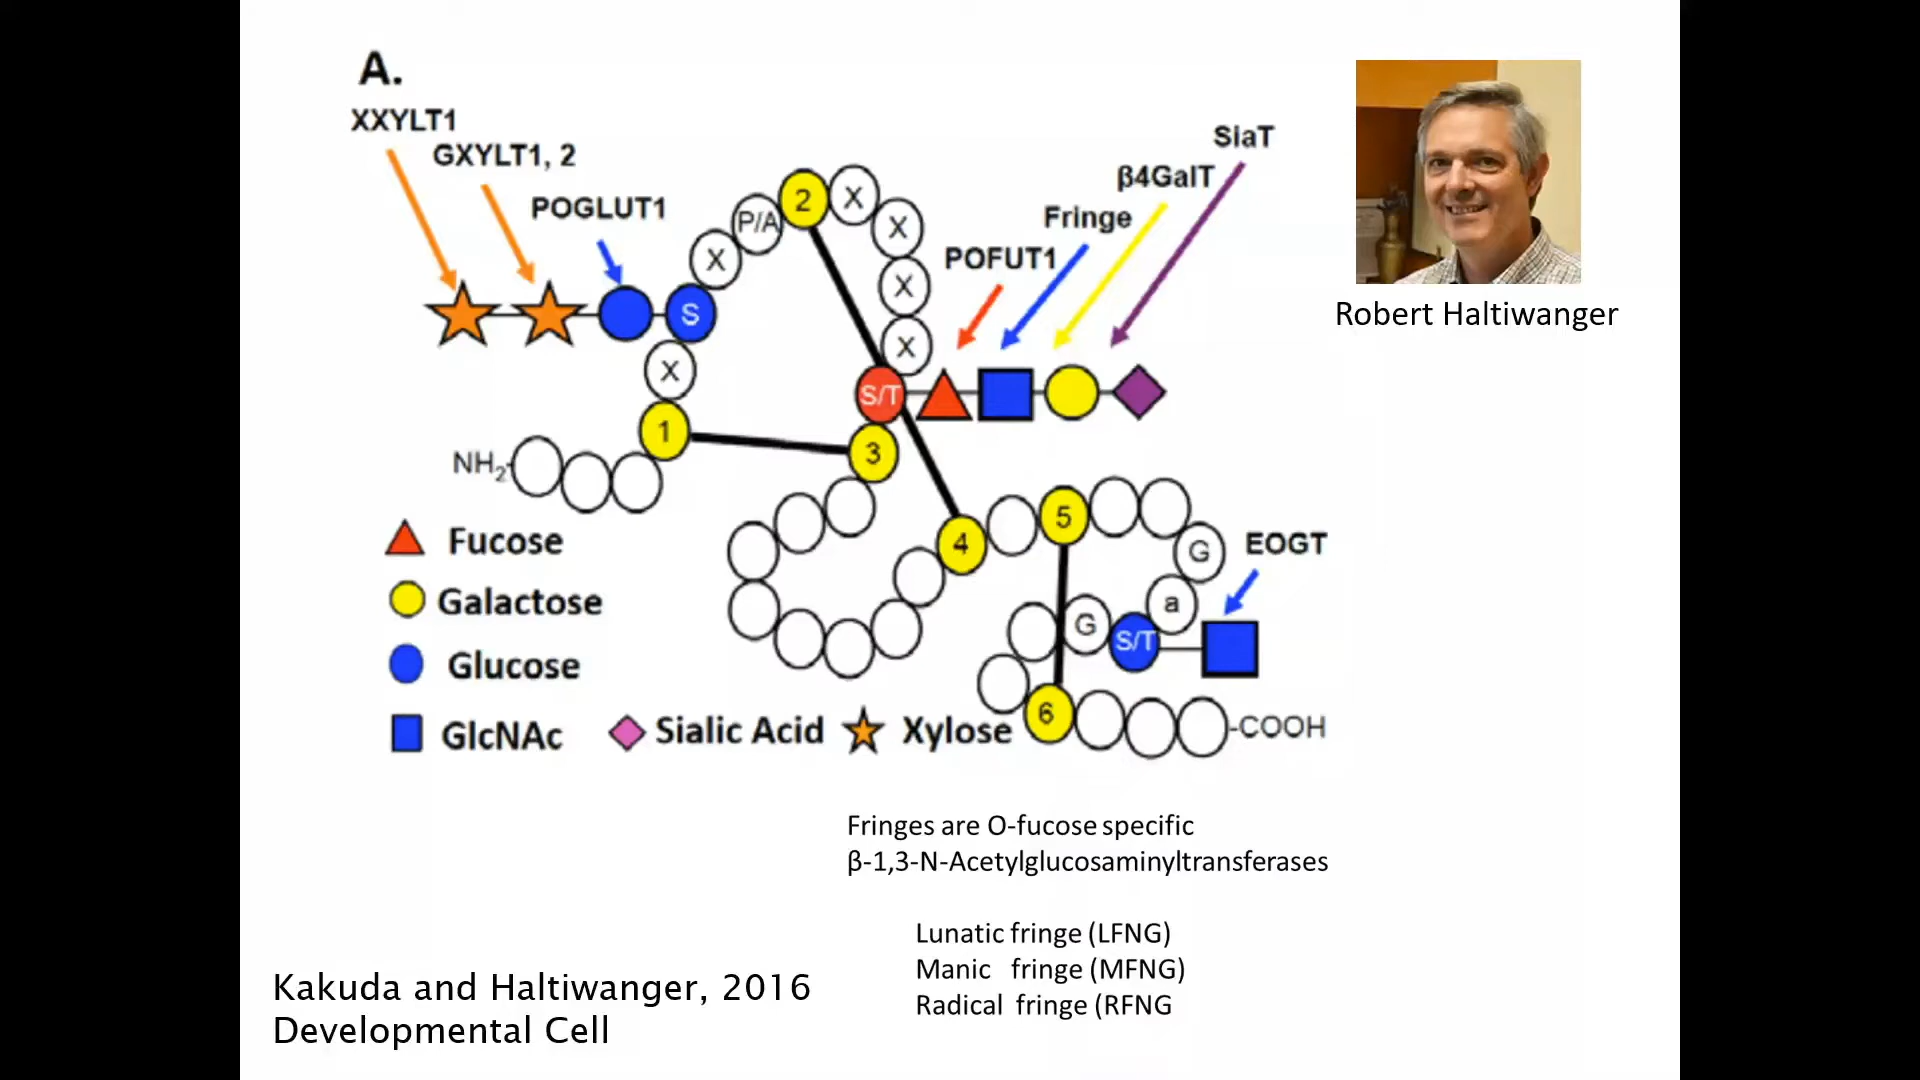 A.
XXYLT1
GXYLT1, 2
POGLUT1
SiaT
β4GalT
Fringe
POFUT1
Robert Haltiwanger
P/A
2
X
X
X
X
X
S
X
S/T
1
3
NH2
4
5
G
EOGT
a
G
S/T
6
-COOH
Fucose
Galactose
Glucose
GlcNAc Sialic Acid Xylose
Fringes are O-fucose specific
β-1,3-N-Acetylglucosaminyltransferases
Lunatic fringe (LFNG)
Manic fringe (MFNG)
Radical fringe (RFNG
Kakuda and Haltiwanger, 2016
Developmental Cell